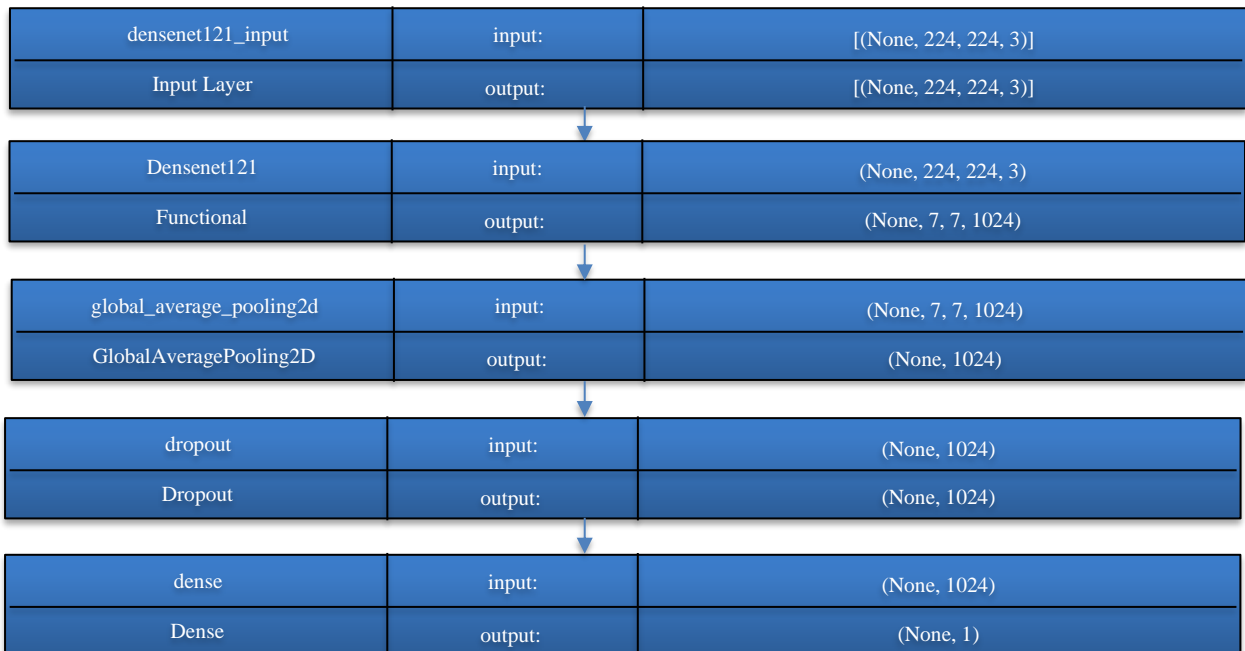 densenet121_input input: [(None, 224, 224, 3)]
Input Layer output: [(None, 224, 224, 3)]
Densenet121 input: (None, 224, 224, 3)
Functional output: (None, 7, 7, 1024)
global_average_pooling2d input: (None, 7, 7, 1024)
GlobalAveragePooling2D output: (None, 1024)
dropout input: (None, 1024)
Dropout output: (None, 1024)
dense input: (None, 1024)
Dense output: (None, 1)